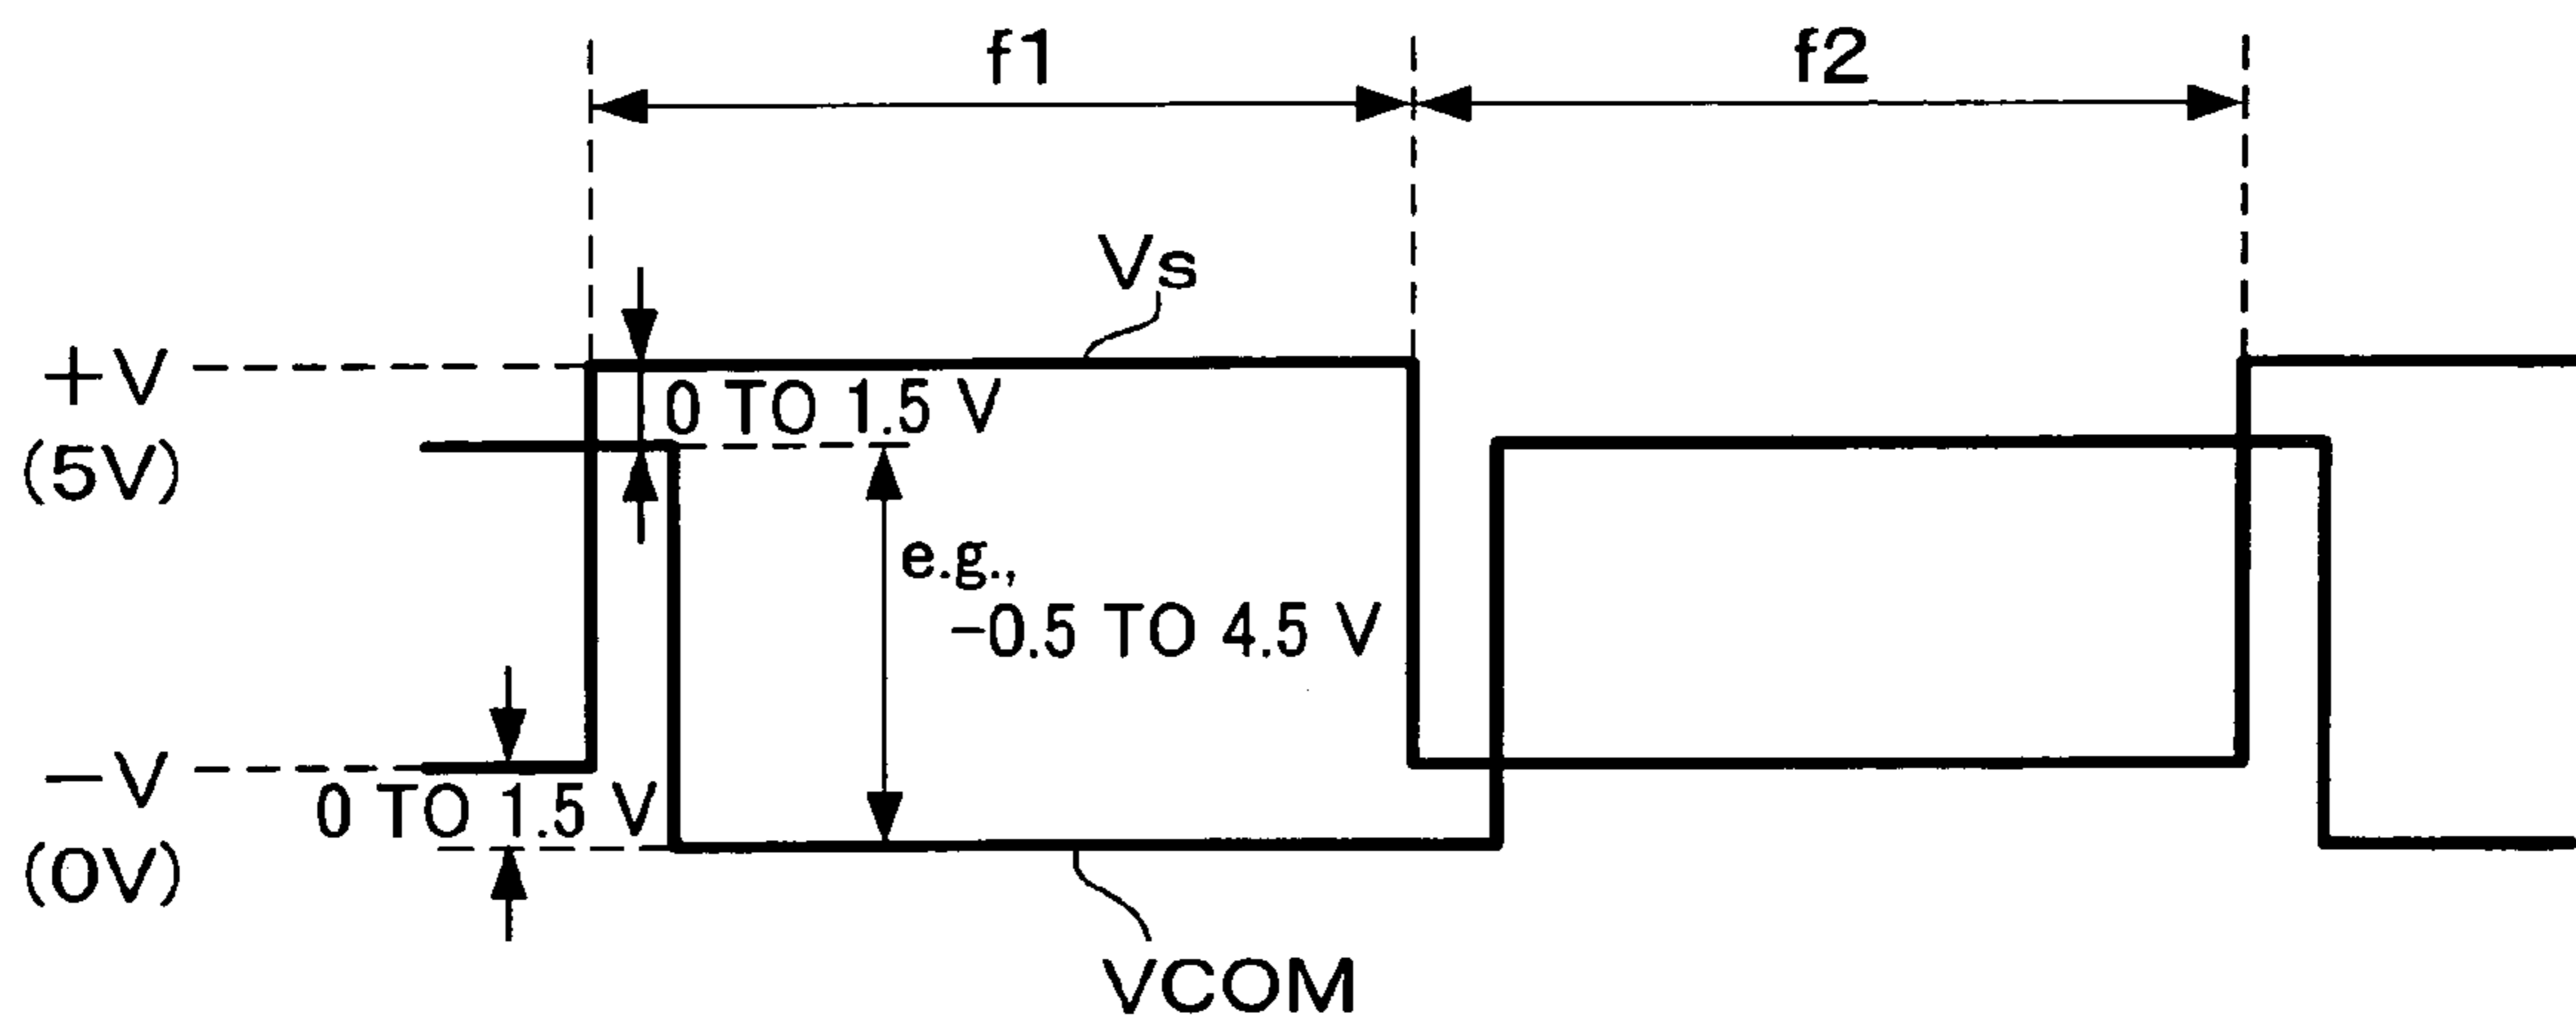 f1
f2
Vs
+V
(5V)
0 TO 1.5 V
e.g.,
−0.5 TO 4.5 V
−V
(0V)
0 TO 1.5 V
VCOM